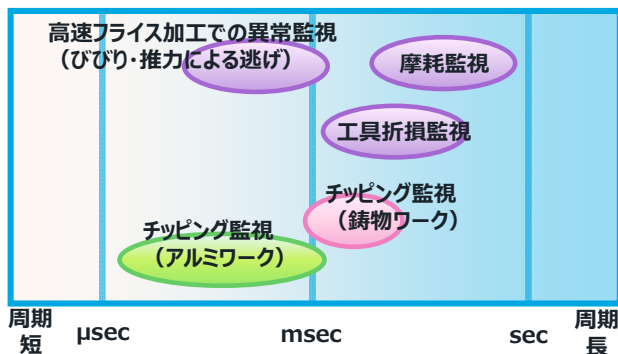 高速フライス加工での異常監視
（びびり・推力による逃げ）
摩耗監視
工具折損監視
チッピング監視
（鋳物ワーク）
チッピング監視
（アルミワーク）
周期
短
μsec
msec
sec
周期
長